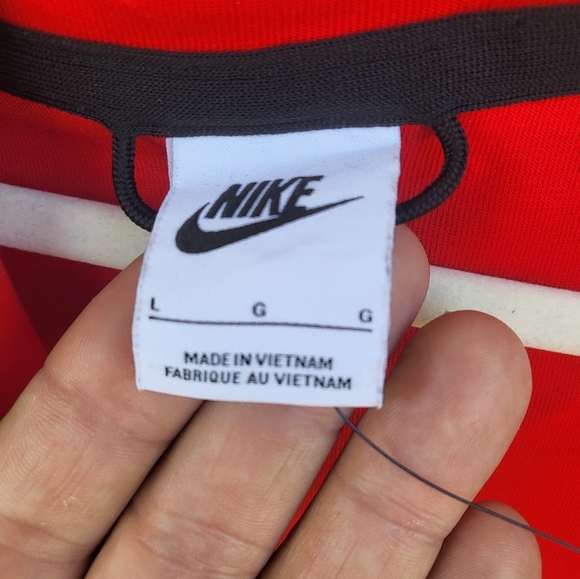 NIKE
L G G
MADE IN VIETNAM
FABRIQUE AU VIETNAM